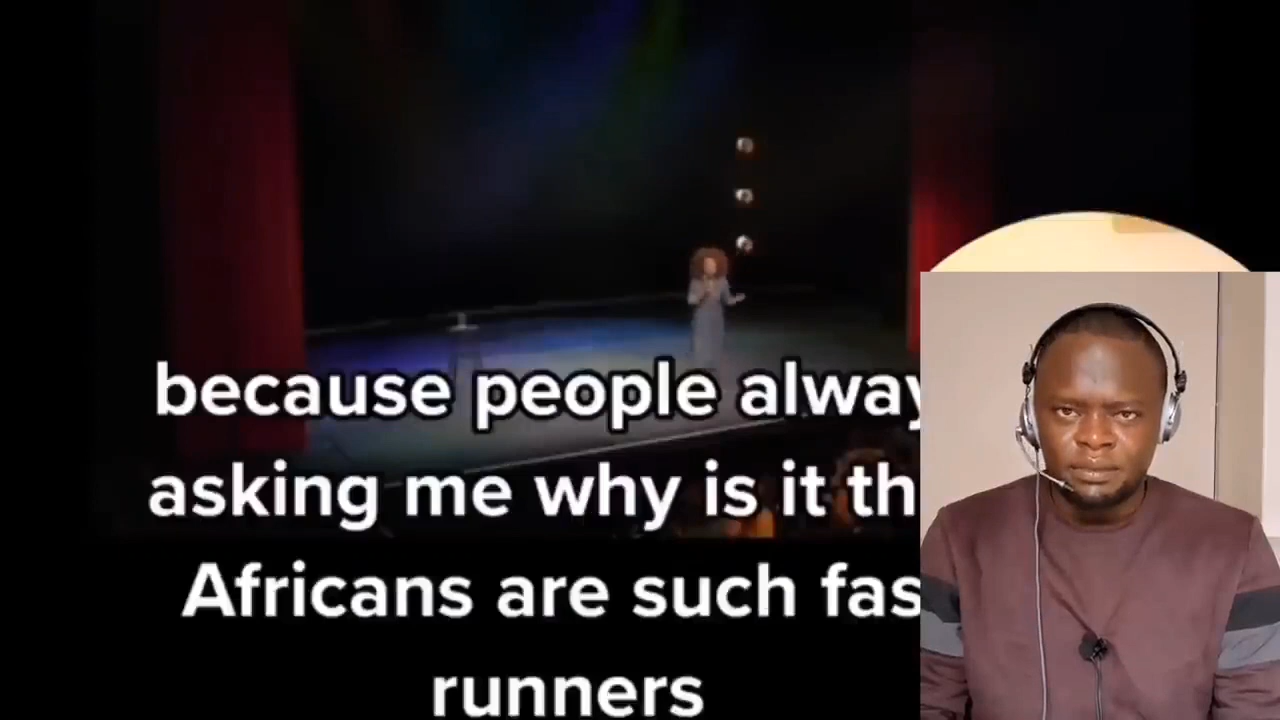 because people alway
asking me why is it th
Africans are such fas
runners